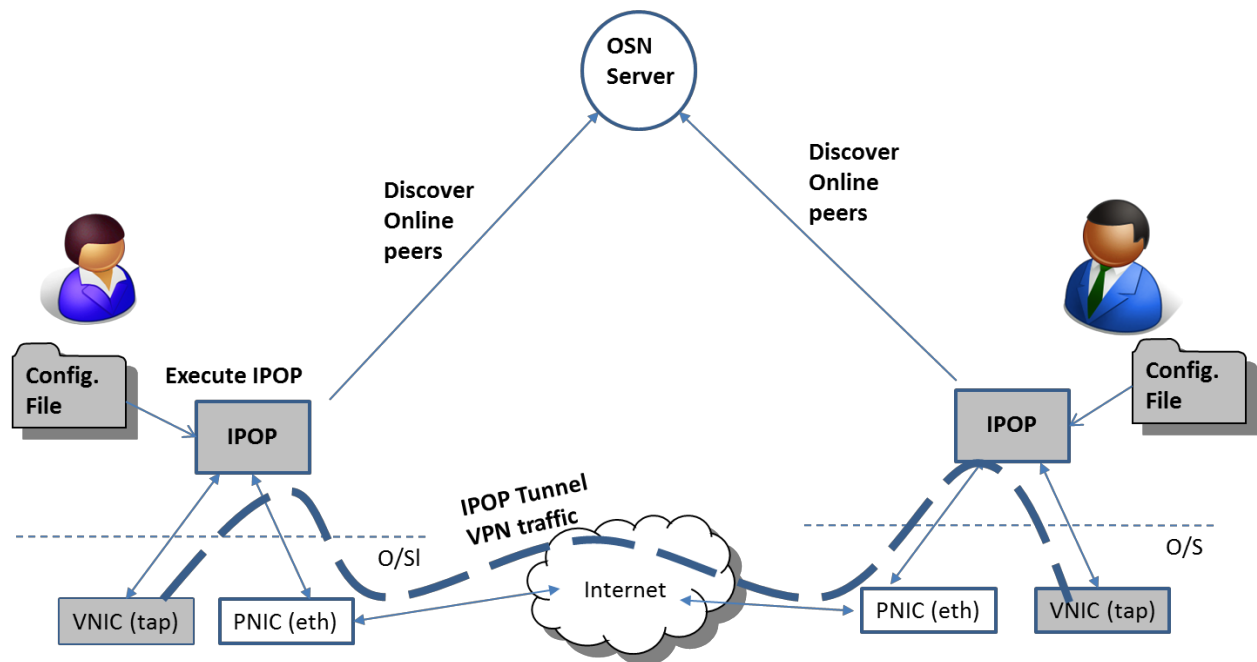 OSN
Server
Discover
Online
peers
Discover
Online
peers
Config.
File
Execute IPOP
IPOP
IPOP
Config.
File
IPOP Tunnel
VPN traffic
O/Sl
O/S
Internet
VNIC (tap)
PNIC (eth)
PNIC (eth)
VNIC (tap)